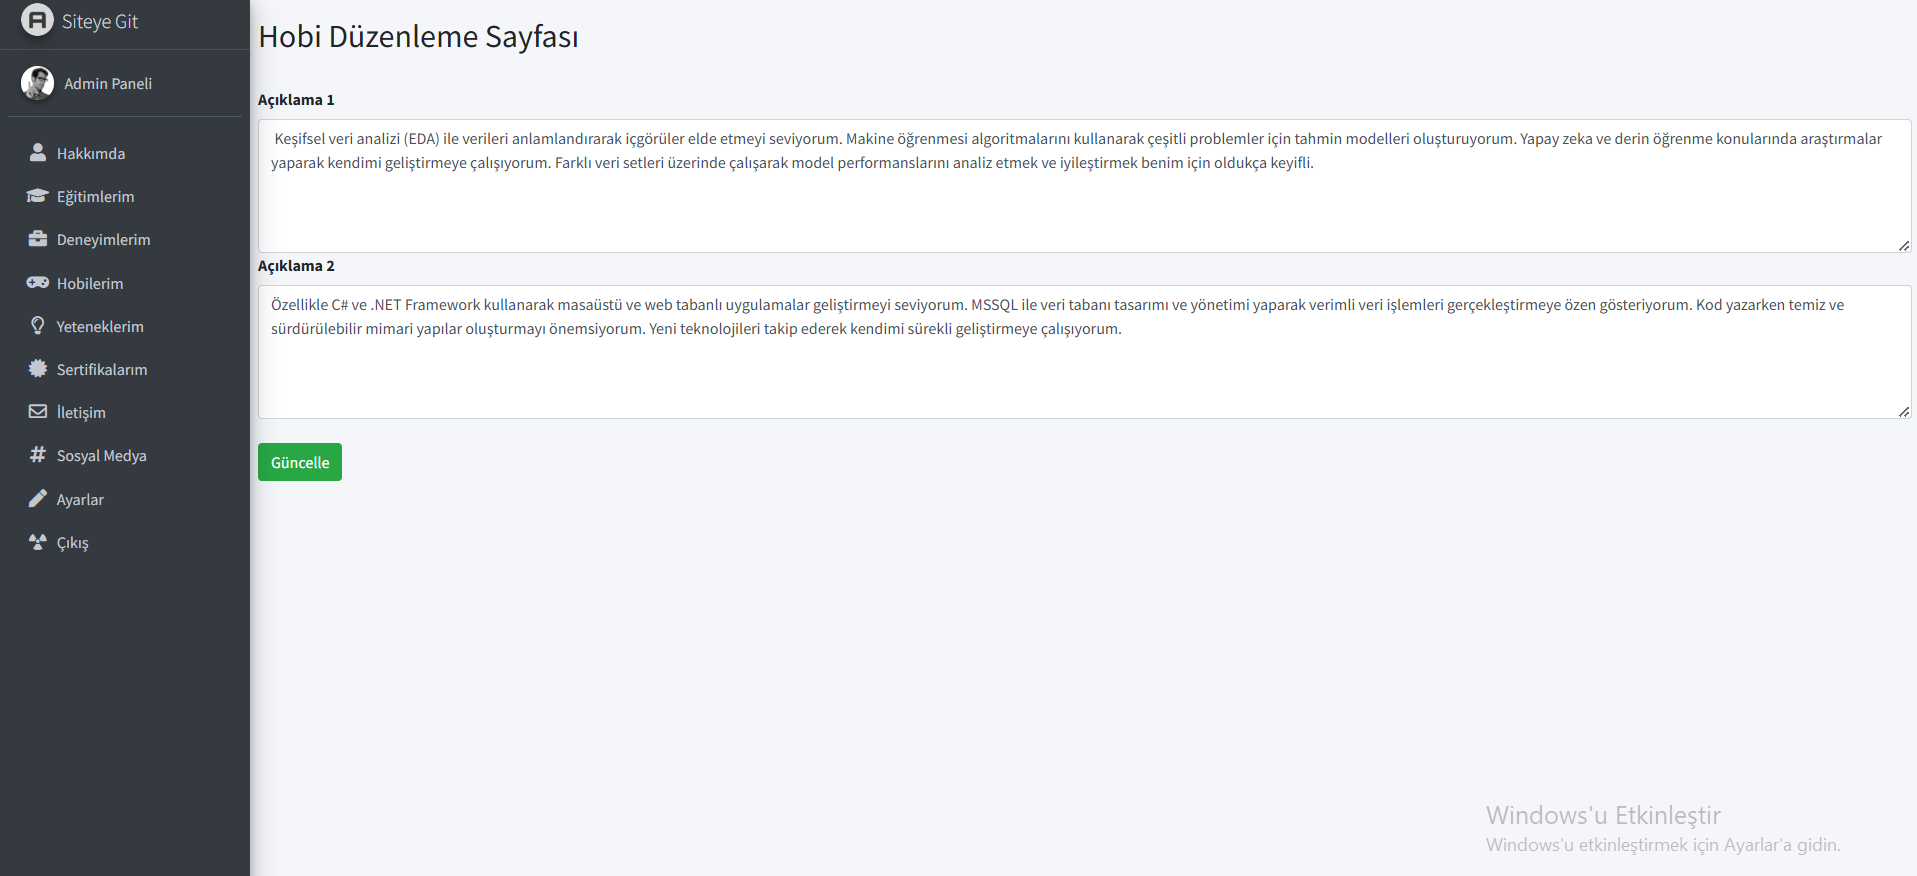 Siteye Git
Admin Paneli
Hakkımda
Eğitimlerim
Deneyimlerim
Hobilerim
Yeteneklerim
Sertifikalarım
İletişim
Sosyal Medya
Ayarlar
Çıkış
Hobi Düzenleme Sayfası
Açıklama 1
Keşifsel veri analizi (EDA) ile verileri anlamlandırarak içgörüler elde etmeyi seviyorum. Makine öğrenmesi algoritmalarını kullanarak çeşitli problemler için tahmin modelleri oluşturuyorum. Yapay zeka ve derin öğrenme konularında araştırmalar
yaparak kendimi geliştirmeye çalışıyorum. Farklı veri setleri üzerinde çalışarak model performanslarını analiz etmek ve iyileştirmek benim için oldukça keyifli.
Açıklama 2
Özellikle C# ve .NET Framework kullanarak masaüstü ve web tabanlı uygulamalar geliştirmeyi seviyorum. MSSQL ile veri tabanı tasarımı ve yönetimi yaparak verimli veri işlemleri gerçekleştirmeye özen gösteriyorum. Kod yazarken temiz ve
sürdürülebilir mimari yapılar oluşturmayı önemsiyorum. Yeni teknolojileri takip ederek kendimi sürekli geliştirmeye çalışıyorum.
Güncelle
Windows'u Etkinleştir
Windows'u etkinleştirmek için Ayarlar'a gidin.